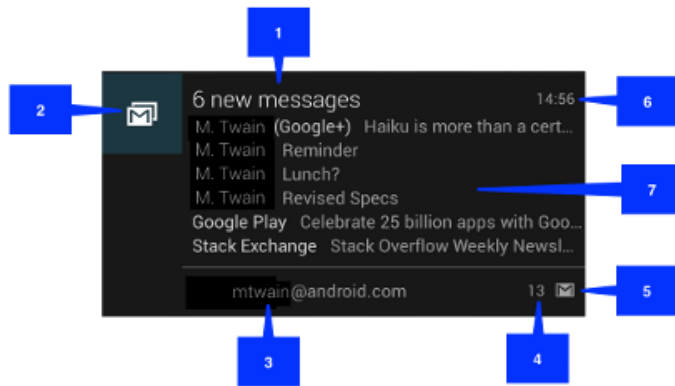 1
2
6 new messages 14:56
6
M. Twain (Google+) Haiku is more than a cert...
M. Twain Reminder
M. Twain Lunch?
7
M. Twain Revised Specs
Google Play Celebrate 25 billion apps with Goo...
Stack Exchange Stack Overflow Weekly Newsl...
mtwain@android.com 13
5
3
4